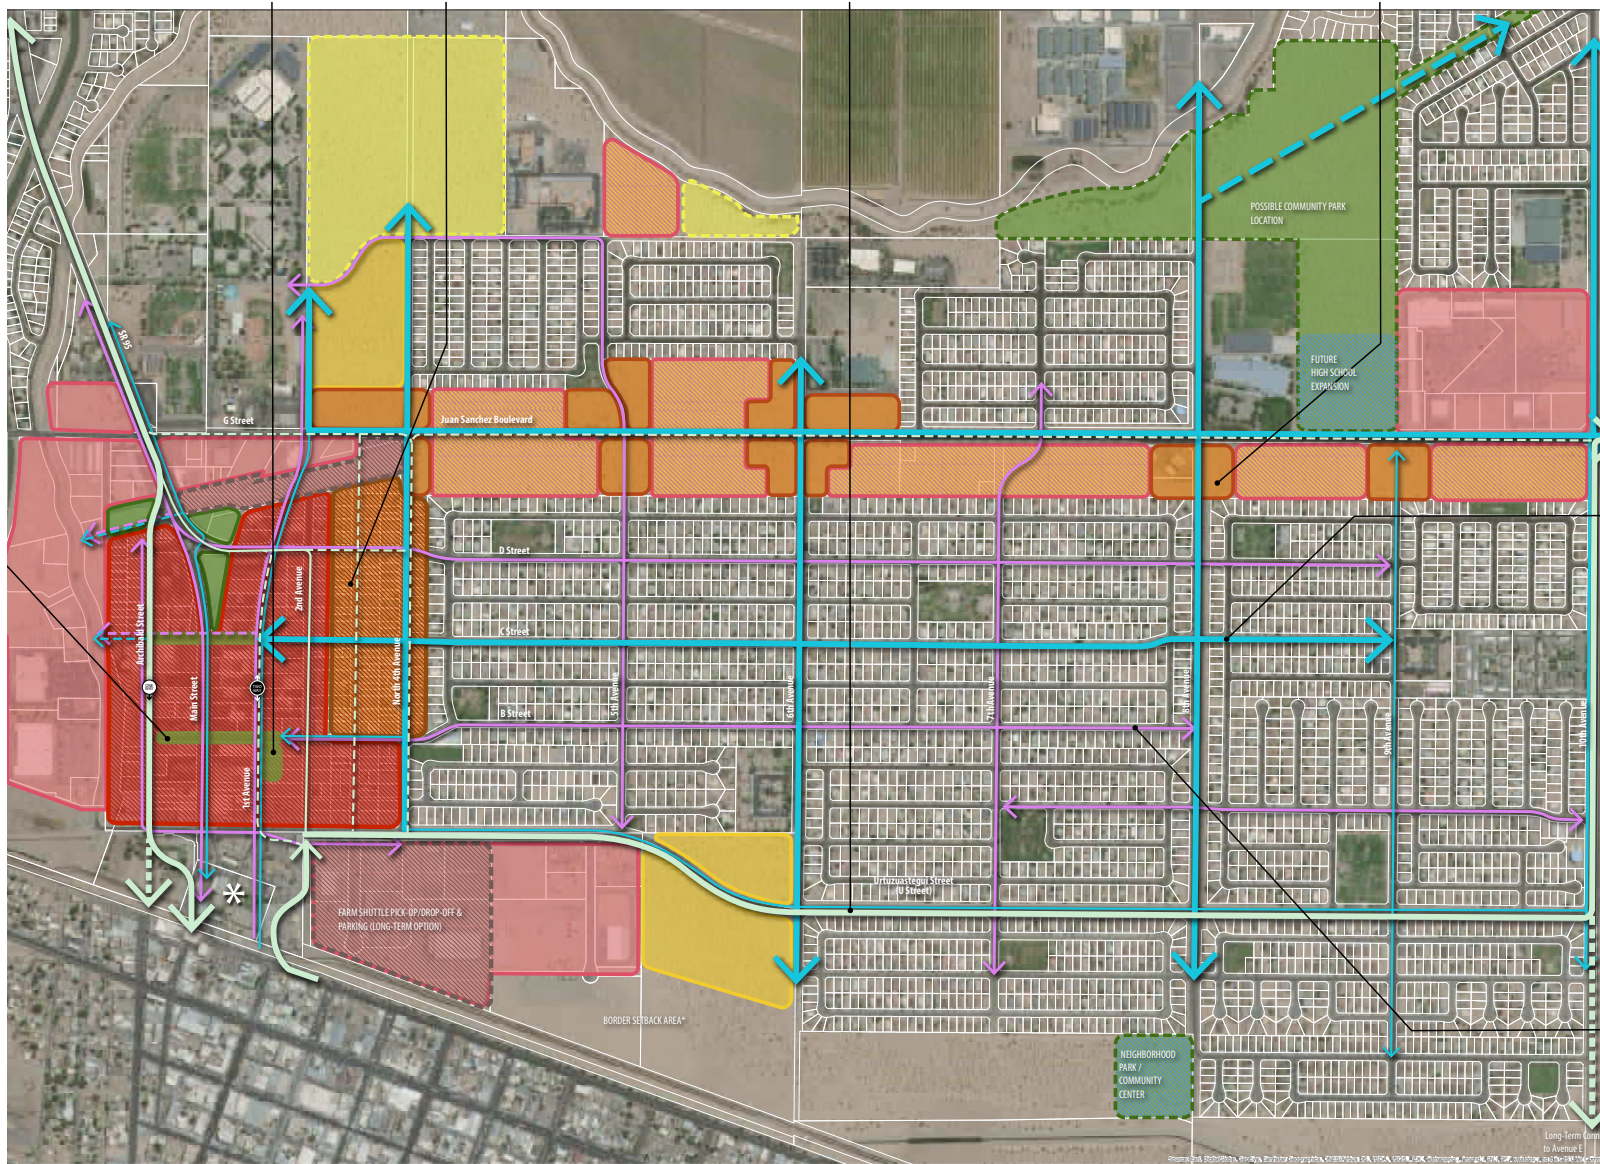 POSSIBLE COMMUNITY PARK
LOCATION
SR 95
FUTURE
HIGH SCHOOL
EXPANSION
G Street
Juan Sanchez Boulevard
D Street
2nd Avenue
Archibald Street
C Street
North 4th Avenue
Main Street
5th Avenue
6th Avenue
7th Avenue
8th Avenue
9th Avenue
10th Avenue
B Street
1st Avenue
Urtuzuastegui Street
(U Street)
*
FARM SHUTTLE PICK-UP/DROP-OFF &
PARKING (LONG-TERM OPTION)
BORDER SETBACK AREA*
NEIGHBORHOOD
PARK /
COMMUNITY
CENTER
Long-Term Conn
to Avenue E